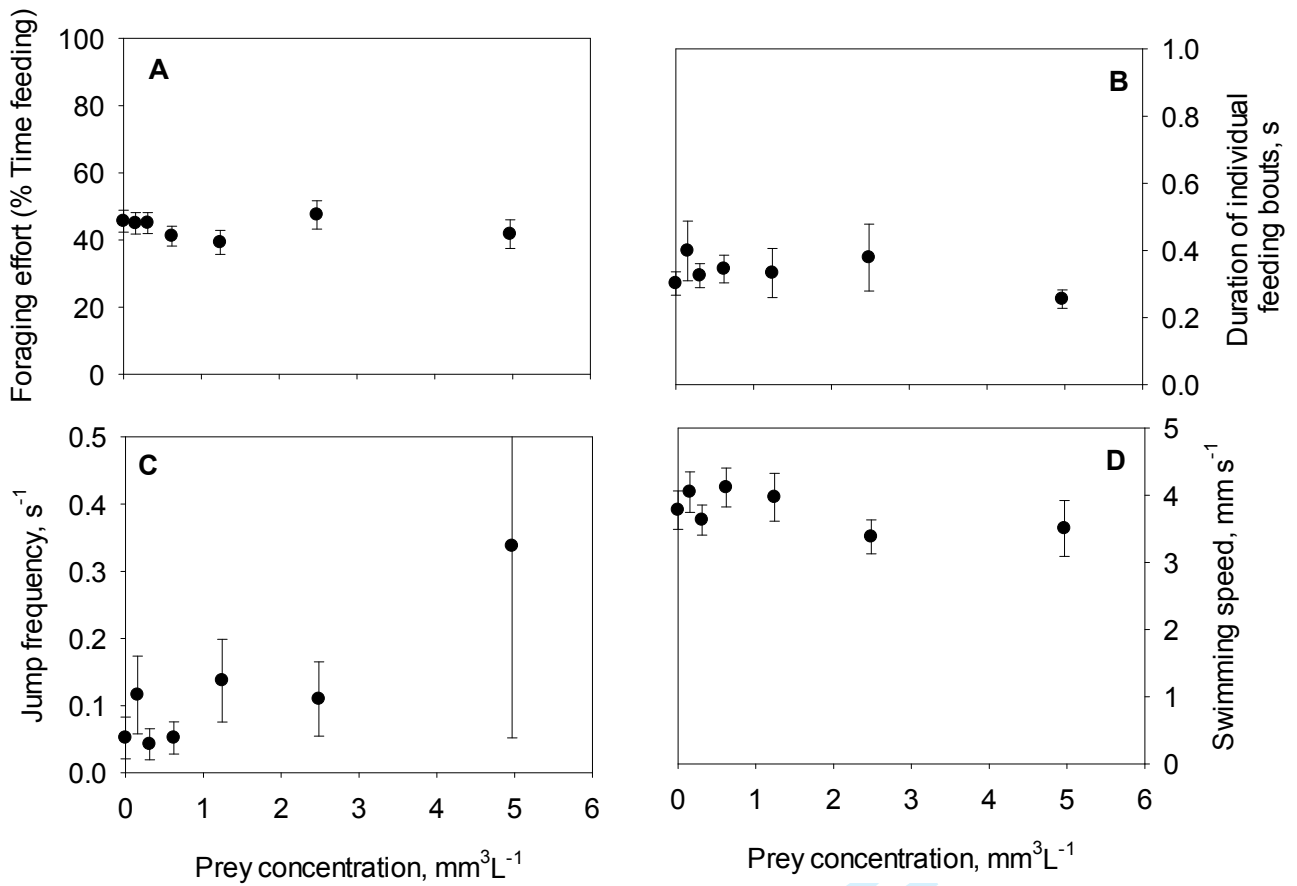 A
Foraging effort (% Time feeding)
100
80
60
40
20
0
B
1.0
0.8
0.6
0.4
0.2
0.0
Duration of individual
feeding bouts, s
C
Jump frequency, s⁻¹
0.5
0.4
0.3
0.2
0.1
0.0
0 1 2 3 4 5 6
Prey concentration, mm³L⁻¹
D
5
4
3
2
1
0
Swimming speed, mm s⁻¹
0 1 2 3 4 5 6
Prey concentration, mm³L⁻¹